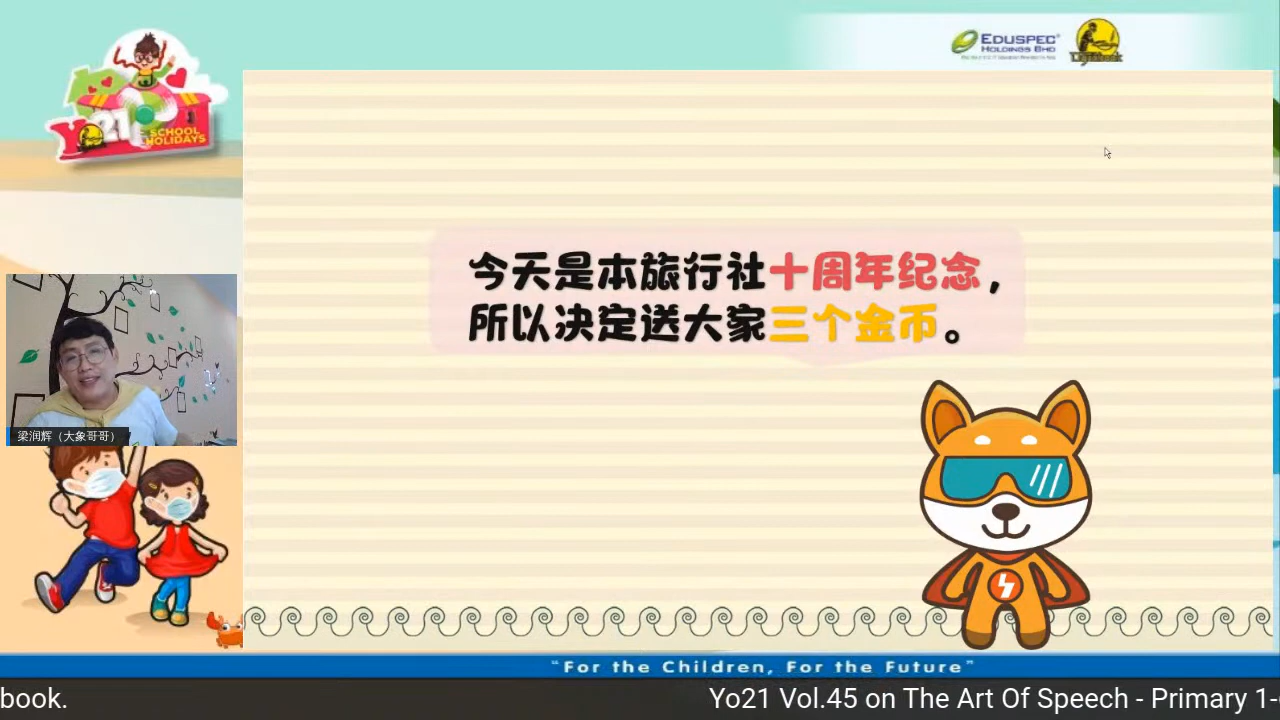 Yo21
SCHOOL
HOLIDAYS
EDUSPEC
HOLDINGS BHD
今天是本旅行社十周年纪念，
所以决定送大家三个金币。
梁润辉（大象哥哥）
“For the Children, For the Future”
book.
Yo21 Vol.45 on The Art Of Speech - Primary 1-